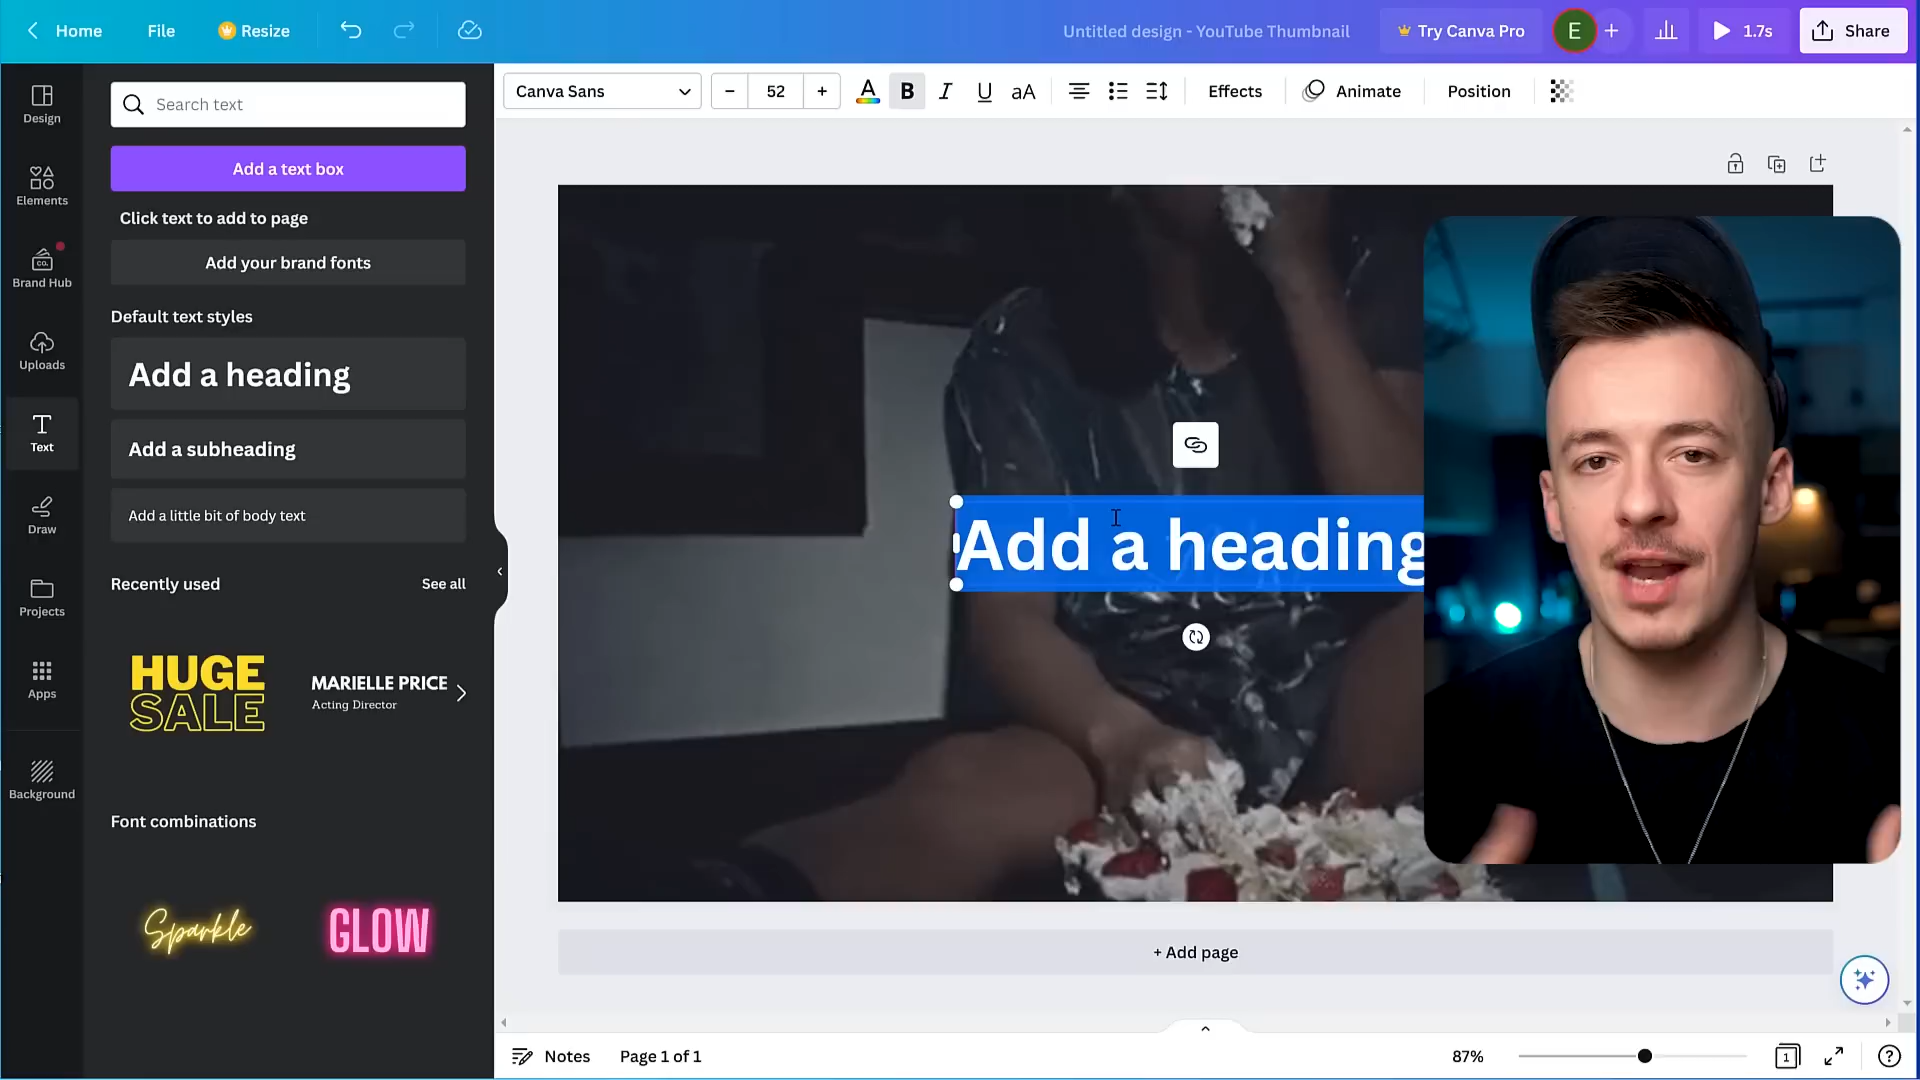 Home
File
Resize
Untitled design - YouTube Thumbnail
Try Canva Pro
E
1.7s
Share
Design
Elements
CO.
Brand Hub
Uploads
Text
Draw
Projects
Apps
Background
Search text
Add a text box
Click text to add to page
Add your brand fonts
Default text styles
Add a heading
Add a subheading
Add a little bit of body text
Recently used
See all
HUGE
SALE
MARIELLE PRICE
Acting Director
Font combinations
Sparkle
GLOW
Canva Sans
52
A
B
I
U
aA
Effects
Animate
Position
Add a heading
+ Add page
Notes
Page 1 of 1
87%
1
?